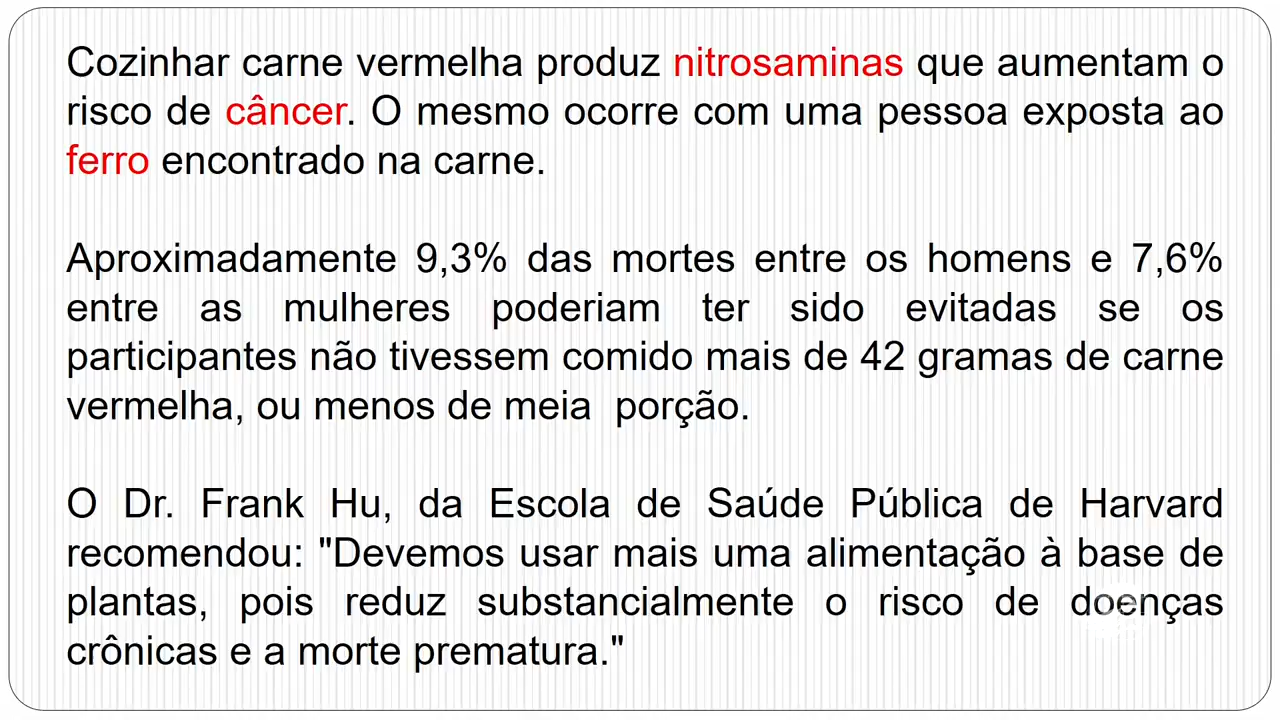 Cozinhar carne vermelha produz nitrosaminas que aumentam o
risco de câncer. O mesmo ocorre com uma pessoa exposta ao
ferro encontrado na carne.
Aproximadamente 9,3% das mortes entre os homens e 7,6%
entre as mulheres poderiam ter sido evitadas se os
participantes não tivessem comido mais de 42 gramas de carne
vermelha, ou menos de meia porção.
O Dr. Frank Hu, da Escola de Saúde Pública de Harvard
recomendou: "Devemos usar mais uma alimentação à base de
plantas, pois reduz substancialmente o risco de doenças
crônicas e a morte prematura."